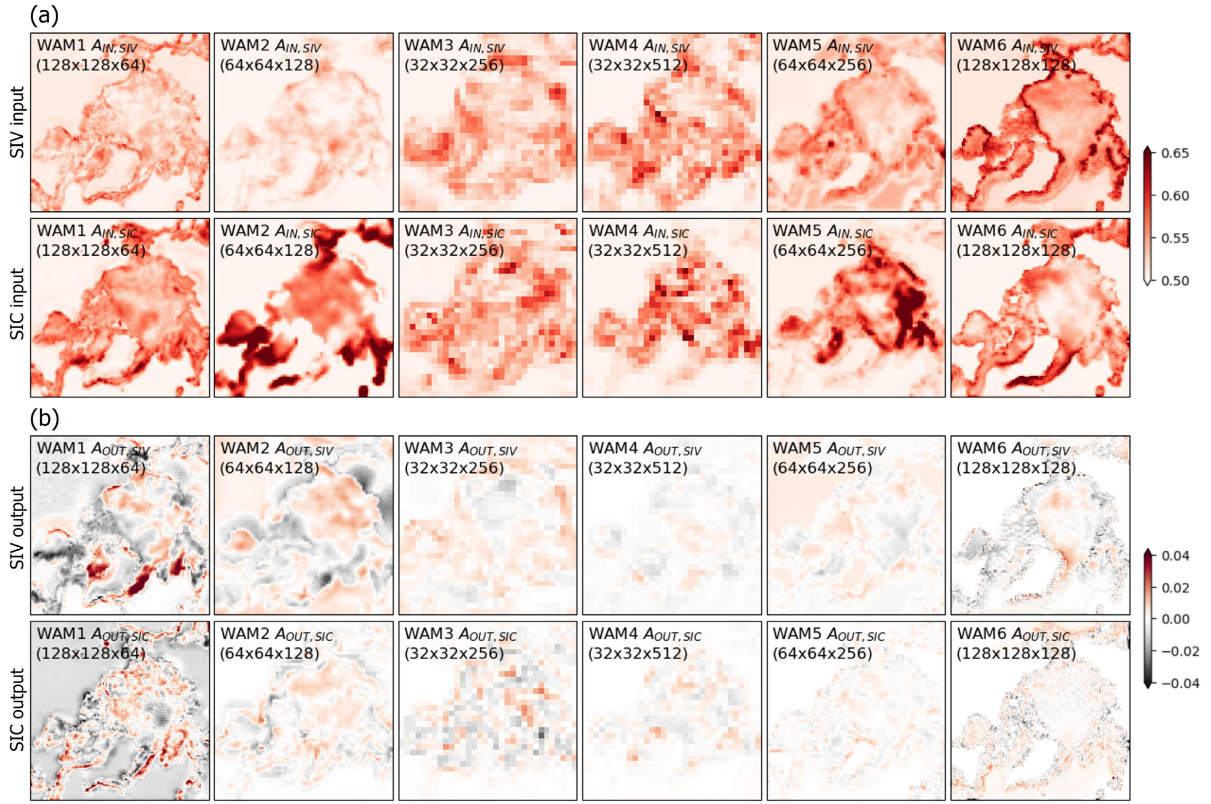 (a)
SIV input
WAM1 A_IN,SIV
(128x128x64)
WAM2 A_IN,SIV
(64x64x128)
WAM3 A_IN,SIV
(32x32x256)
WAM4 A_IN,SIV
(32x32x512)
WAM5 A_IN,SIV
(64x64x256)
WAM6 A_IN,SIV
(128x128x128)
SIC input
WAM1 A_IN,SIC
(128x128x64)
WAM2 A_IN,SIC
(64x64x128)
WAM3 A_IN,SIC
(32x32x256)
WAM4 A_IN,SIC
(32x32x512)
WAM5 A_IN,SIC
(64x64x256)
WAM6 A_IN,SIC
(128x128x128)
0.65
0.60
0.55
0.50
(b)
SIV output
WAM1 A_OUT,SIV
(128x128x64)
WAM2 A_OUT,SIV
(64x64x128)
WAM3 A_OUT,SIV
(32x32x256)
WAM4 A_OUT,SIV
(32x32x512)
WAM5 A_OUT,SIV
(64x64x256)
WAM6 A_OUT,SIV
(128x128x128)
SIC output
WAM1 A_OUT,SIC
(128x128x64)
WAM2 A_OUT,SIC
(64x64x128)
WAM3 A_OUT,SIC
(32x32x256)
WAM4 A_OUT,SIC
(32x32x512)
WAM5 A_OUT,SIC
(64x64x256)
WAM6 A_OUT,SIC
(128x128x128)
0.04
0.02
0.00
−0.02
−0.04